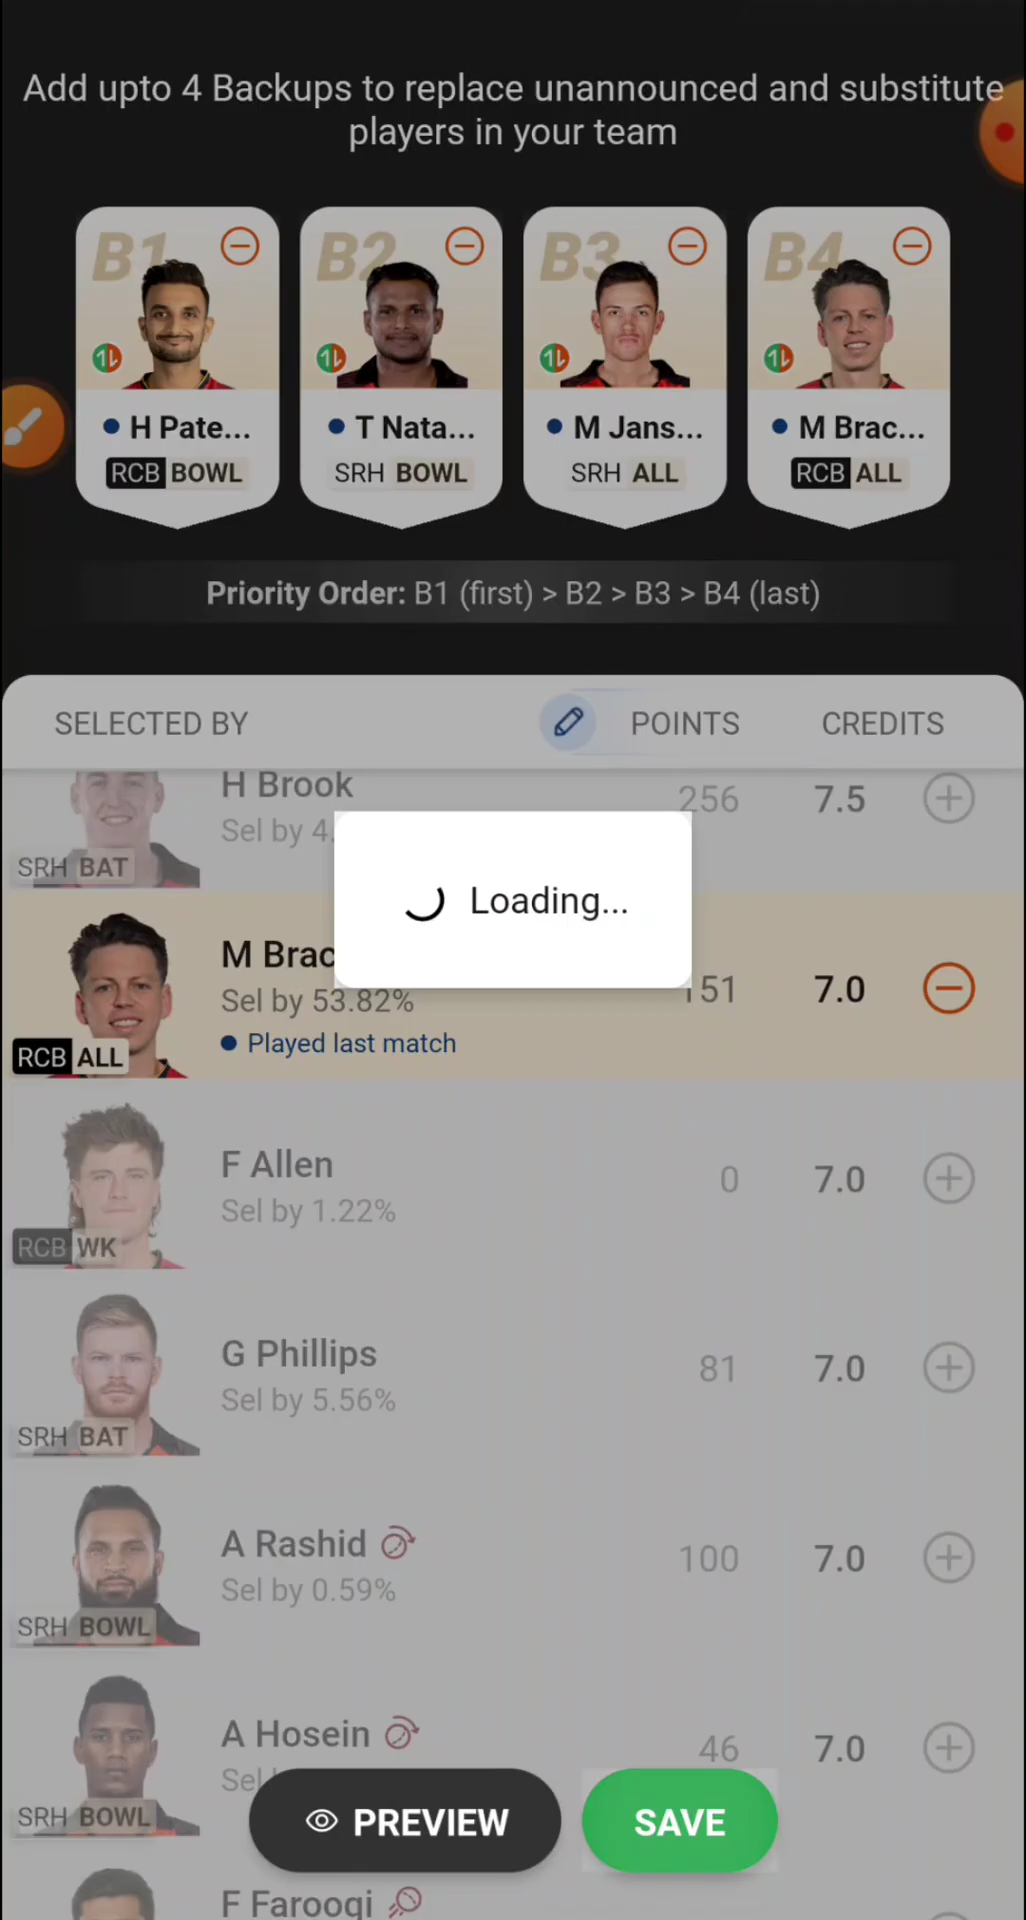 Add upto 4 Backups to replace unannounced and substitute
players in your team
B1 B2 B3 B4
H Pate... T Nata... M Jans... M Brac...
RCB BOWL SRH BOWL SRH ALL RCB ALL
Priority Order: B1 (first) > B2 > B3 > B4 (last)
SELECTED BY POINTS CREDITS
H Brook
256 7.5
Sel by 4.
SRH BAT
Loading...
M Brac
151 7.0
Sel by 53.82%
Played last match
RCB ALL
F Allen
0 7.0
Sel by 1.22%
RCB WK
G Phillips
81 7.0
Sel by 5.56%
SRH BAT
A Rashid
100 7.0
Sel by 0.59%
SRH BOWL
A Hosein
46 7.0
Sel
SRH BOWL
PREVIEW SAVE
F Farooqi